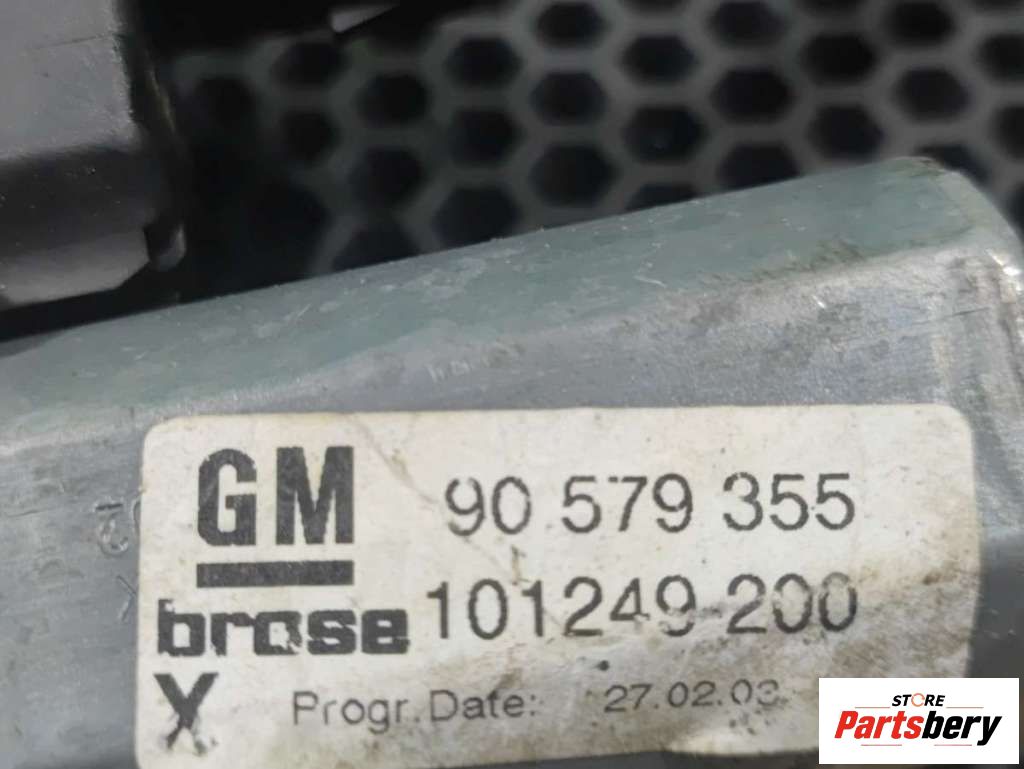 GM 90 579 355
brose 101249-200
X Progr. Date: 27.02.03
STORE
Partsbery